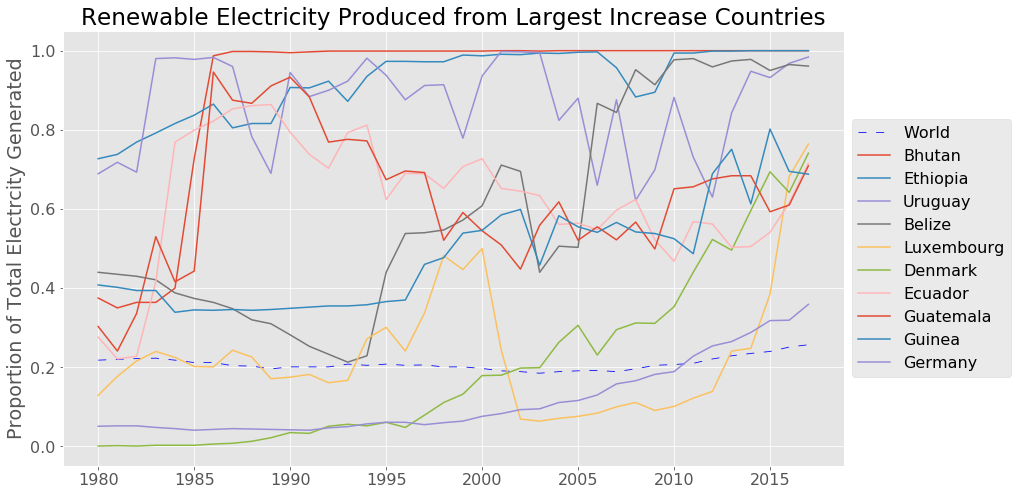 Renewable Electricity Produced from Largest Increase Countries
Proportion of Total Electricity Generated
1.0
0.8
0.6
0.4
0.2
0.0
1980
1985
1990
1995
2000
2005
2010
2015
World
Bhutan
Ethiopia
Uruguay
Belize
Luxembourg
Denmark
Ecuador
Guatemala
Guinea
Germany